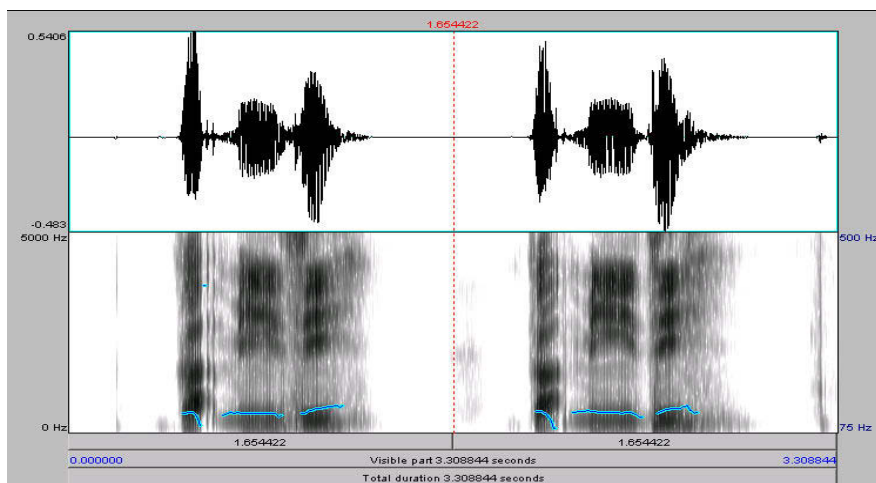 1.654422
0.5406
-0.483
5000 Hz 500 Hz
0 Hz 75 Hz
1.654422 1.654422
0.000000 Visible part 3.308844 seconds 3.308844
Total duration 3.308844 seconds